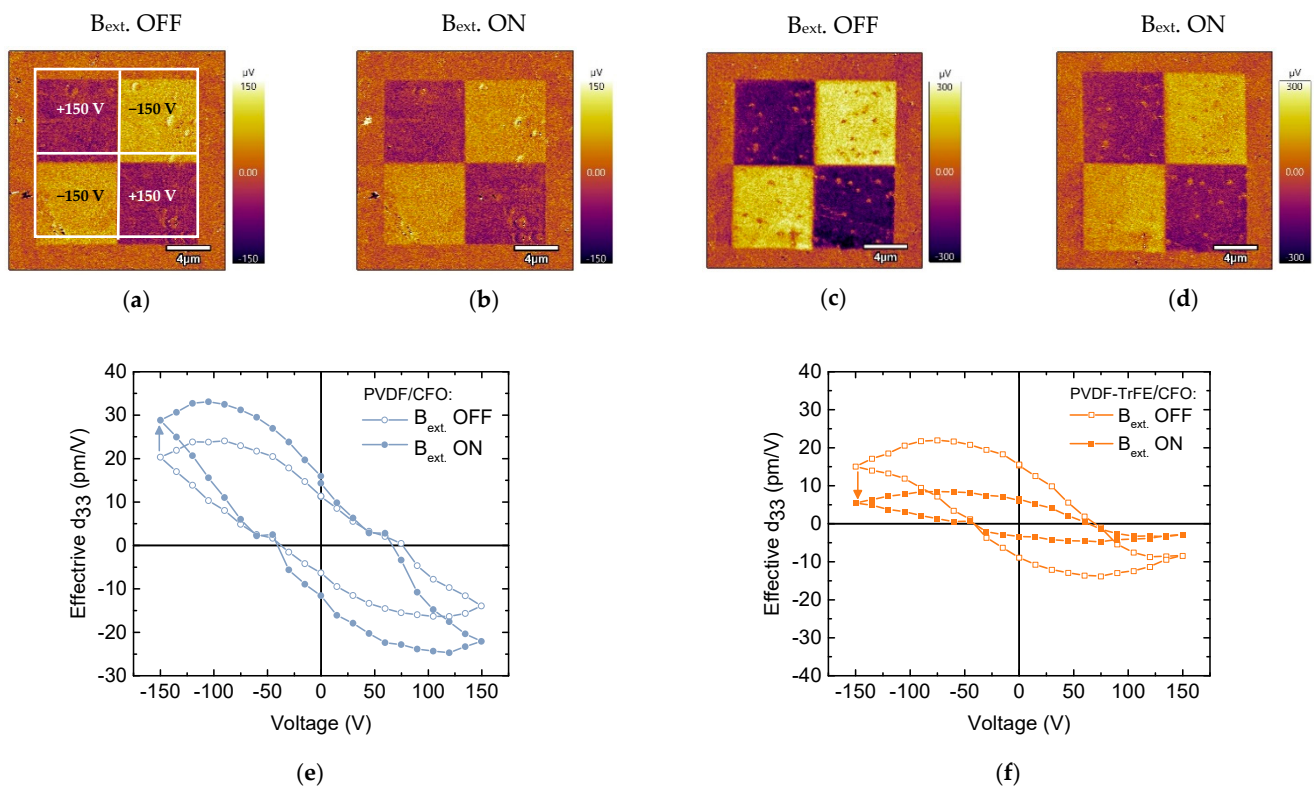 Bext. OFF
Bext. ON
Bext. OFF
Bext. ON
+150 V
−150 V
−150 V
+150 V
4µm
µV
150
0.00
-150
4µm
µV
150
0.00
-150
4µm
µV
300
0.00
-300
4µm
µV
300
0.00
300
(a)
(b)
(c)
(d)
PVDF/CFO:
Bext. OFF
Bext. ON
Effectrive d33 (pm/V)
40
30
20
10
0
-10
-20
-30
-150
-100
-50
0
50
100
150
Voltage (V)
(e)
PVDF-TrFE/CFO:
Bext. OFF
Bext. ON
Effective d33 (pm/V)
40
30
20
10
0
-10
-20
-30
-40
-150
-100
-50
0
50
100
150
Voltage (V)
(f)